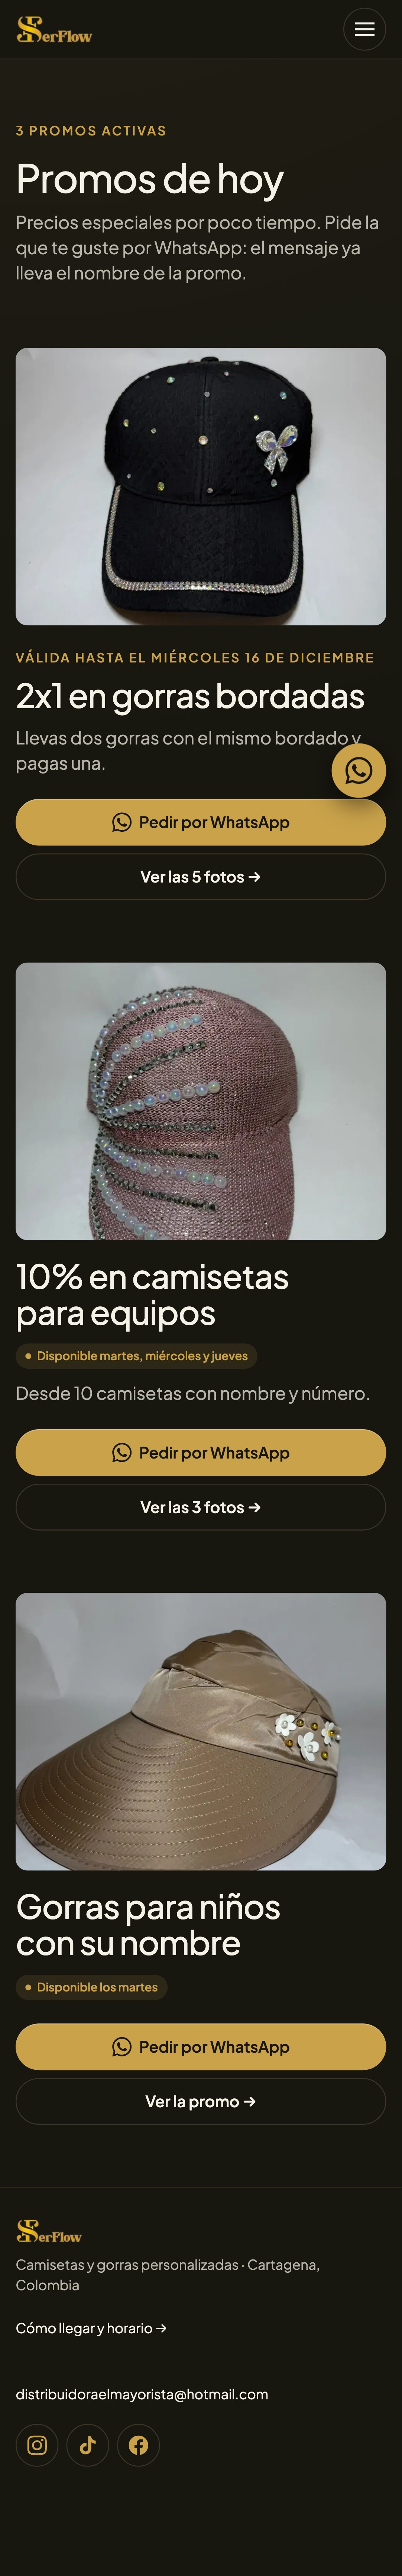 SerFlow
3 PROMOS ACTIVAS
Promos de hoy
Precios especiales por poco tiempo. Pide la
que te guste por WhatsApp: el mensaje ya
lleva el nombre de la promo.
VÁLIDA HASTA EL MIÉRCOLES 16 DE DICIEMBRE
2x1 en gorras bordadas
Llevas dos gorras con el mismo bordado y
pagas una.
Pedir por WhatsApp
Ver las 5 fotos →
10% en camisetas
para equipos
Disponible martes, miércoles y jueves
Desde 10 camisetas con nombre y número.
Pedir por WhatsApp
Ver las 3 fotos →
Gorras para niños
con su nombre
Disponible los martes
Pedir por WhatsApp
Ver la promo →
SerFlow
Camisetas y gorras personalizadas · Cartagena,
Colombia
Cómo llegar y horario →
distribuidoraelmayorista@hotmail.com